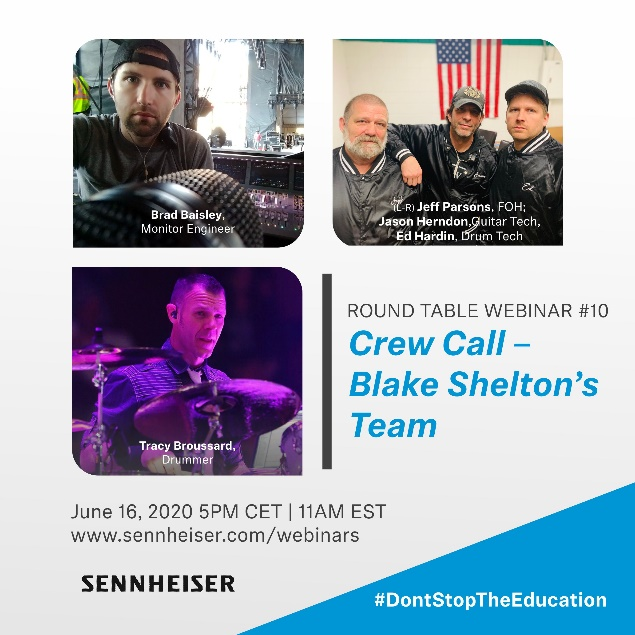 Brad Baisley,
Monitor Engineer
(L-R) Jeff Parsons, FOH;
Jason Herndon,Guitar Tech,
Ed Hardin, Drum Tech
Tracy Broussard,
Drummer
ROUND TABLE WEBINAR #10
Crew Call –
Blake Shelton’s
Team
June 16, 2020 5PM CET | 11AM EST
www.sennheiser.com/webinars
SENNHEISER
#DontStopTheEducation